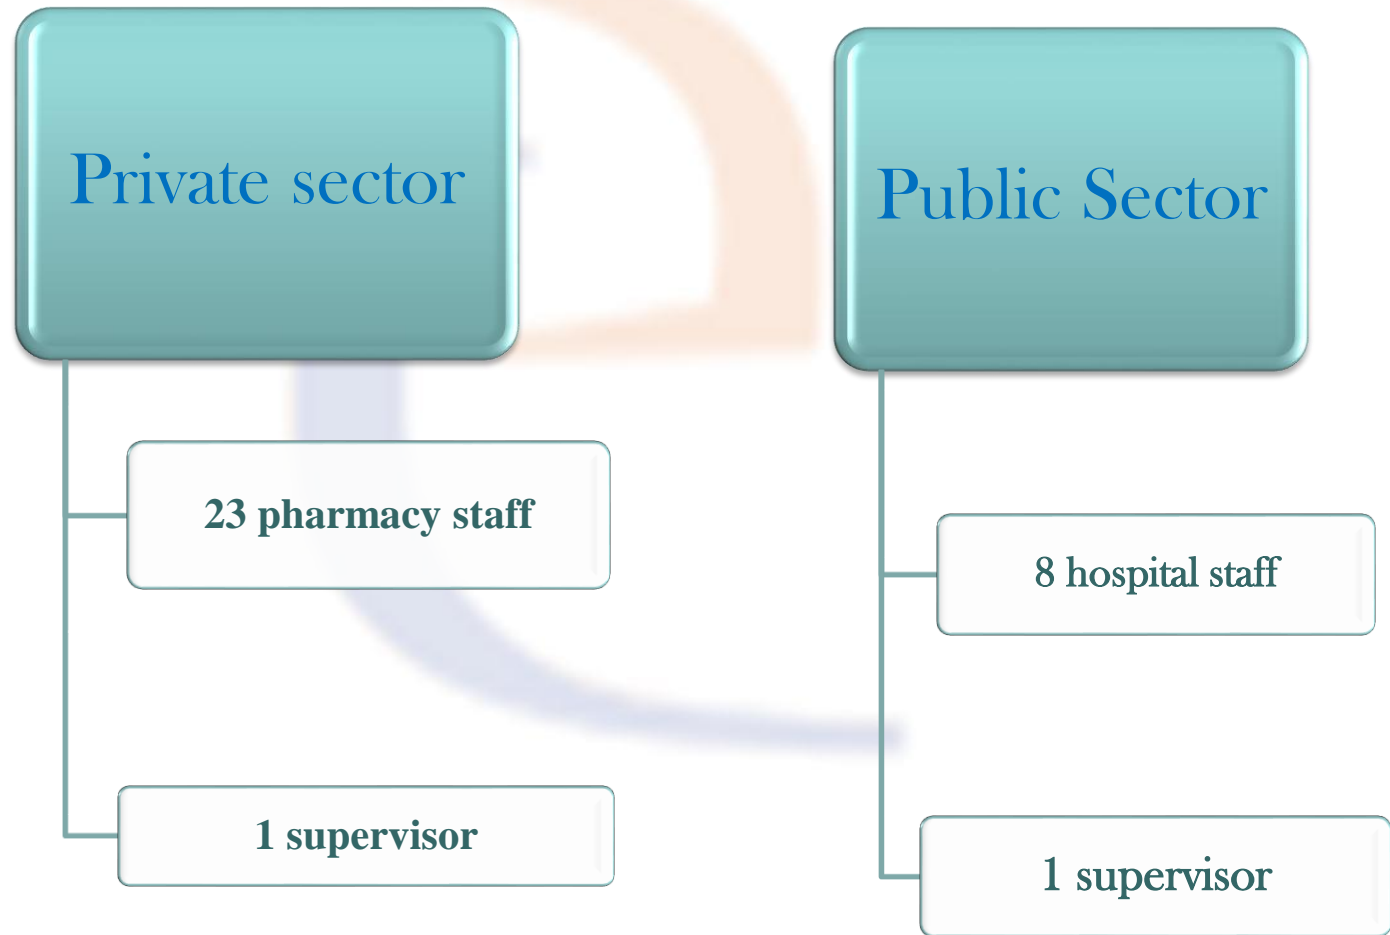 Private sector
23 pharmacy staff
1 supervisor
Public Sector
8 hospital staff
1 supervisor